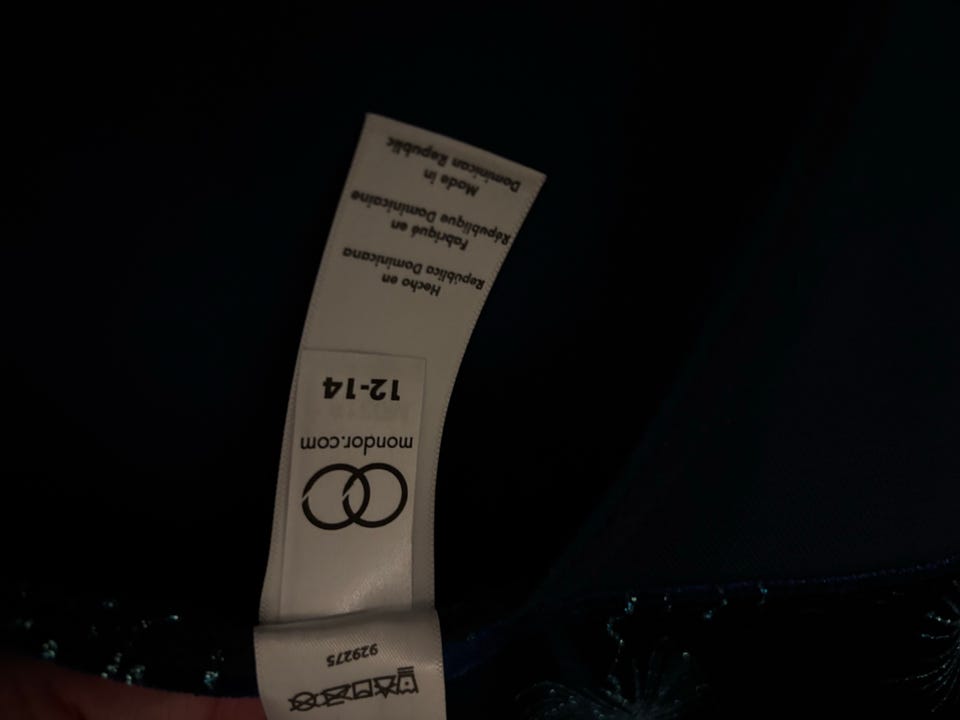 929275
mondor.com
12-14
Hecho en
República Dominicana
Fabriqué en
République Dominicaine
Made in
Dominican Republic